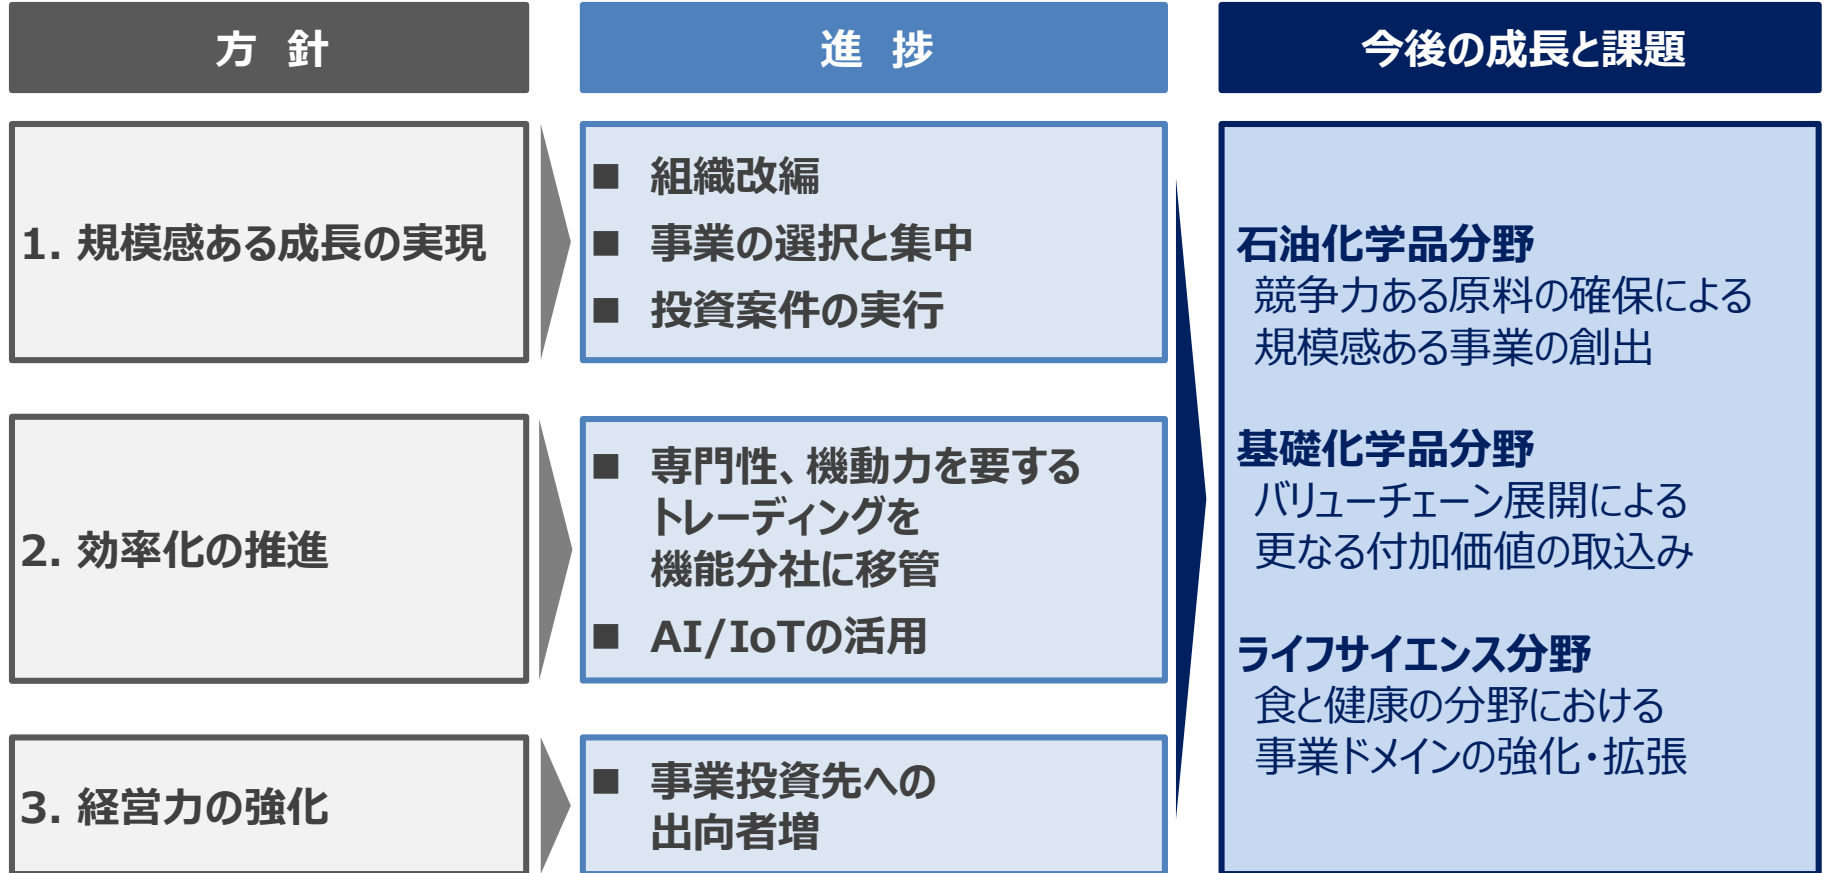 方 針
進 捗
今後の成長と課題
1. 規模感ある成長の実現
■ 組織改編
■ 事業の選択と集中
■ 投資案件の実行
2. 効率化の推進
■ 専門性、機動力を要する
トレーディングを
機能分社に移管
■ AI/IoTの活用
3. 経営力の強化
■ 事業投資先への
出向者増
石油化学品分野
競争力ある原料の確保による
規模感ある事業の創出
基礎化学品分野
バリューチェーン展開による
更なる付加価値の取込み
ライフサイエンス分野
食と健康の分野における
事業ドメインの強化・拡張